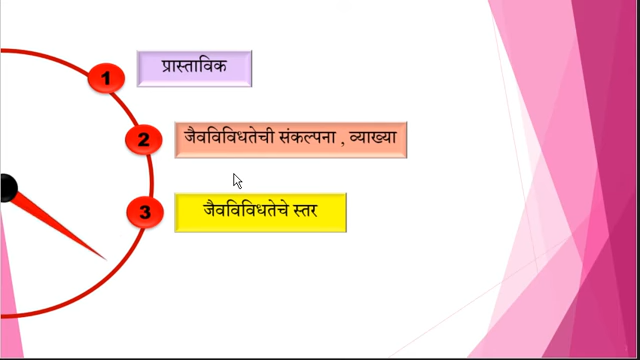 1 प्रास्ताविक
2 जैवविविधतेची संकल्पना , व्याख्या
3 जैवविविधतेचे स्तर